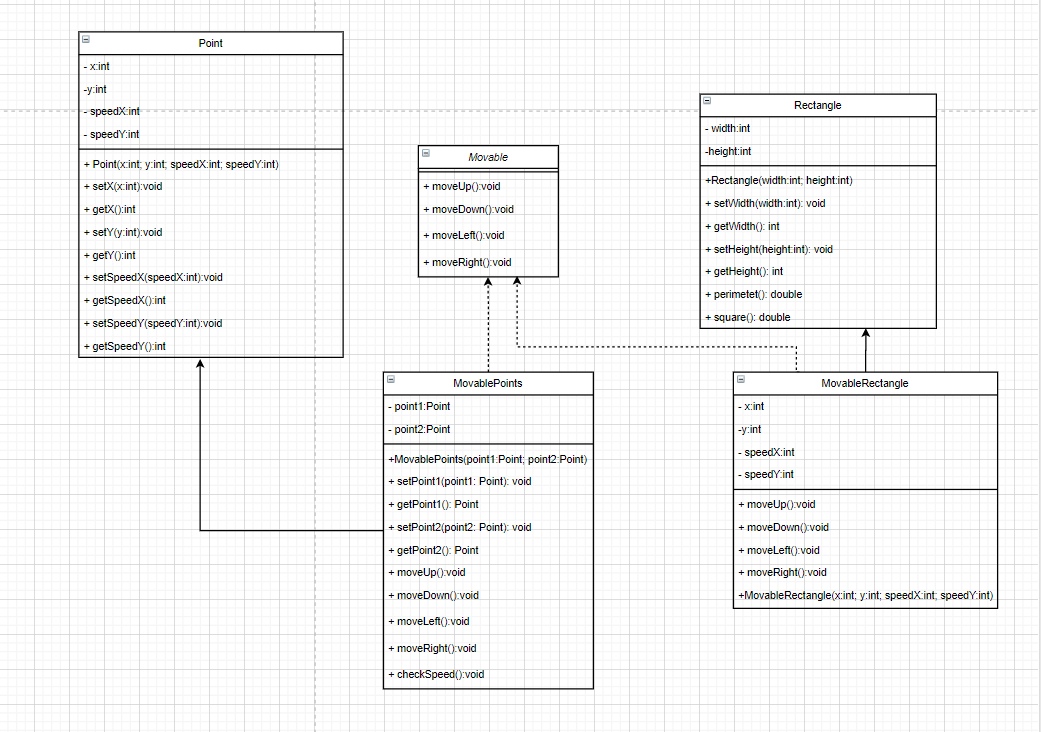 Point
- x:int
-y:int
- speedX:int
- speedY:int
+ Point(x:int; y:int; speedX:int; speedY:int)
+ setX(x:int):void
+ getX():int
+ setY(y:int):void
+ getY():int
+ setSpeedX(speedX:int):void
+ getSpeedX():int
+ setSpeedY(speedY:int):void
+ getSpeedY():int
Movable
+ moveUp():void
+ moveDown():void
+ moveLeft():void
+ moveRight():void
Rectangle
- width:int
-height:int
+Rectangle(width:int; height:int)
+ setWidth(width:int): void
+ getWidth(): int
+ setHeight(height:int): void
+ getHeight(): int
+ perimetet(): double
+ square(): double
MovablePoints
- point1:Point
- point2:Point
+MovablePoints(point1:Point; point2:Point)
+ setPoint1(point1: Point): void
+ getPoint1(): Point
+ setPoint2(point2: Point): void
+ getPoint2(): Point
+ moveUp():void
+ moveDown():void
+ moveLeft():void
+ moveRight():void
+ checkSpeed():void
MovableRectangle
- x:int
-y:int
- speedX:int
- speedY:int
+ moveUp():void
+ moveDown():void
+ moveLeft():void
+ moveRight():void
+MovableRectangle(x:int; y:int; speedX:int; speedY:int)